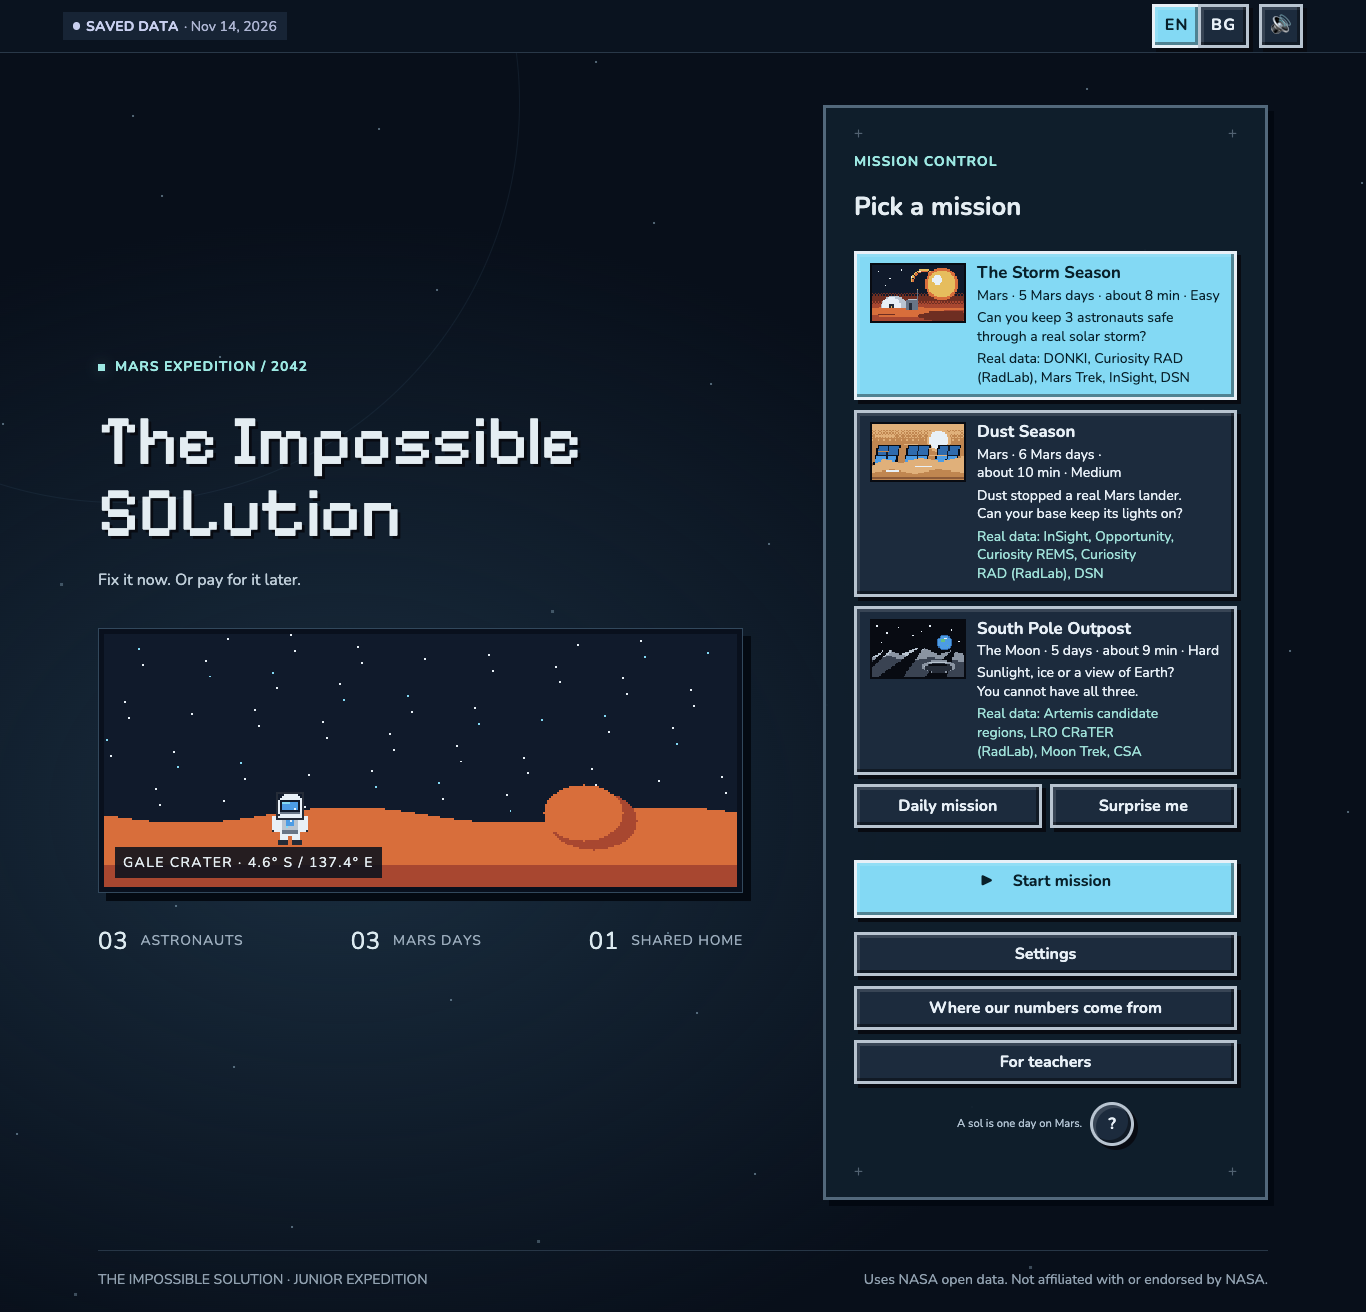 SAVED DATA · Nov 14, 2026
EN
BG
MARS EXPEDITION / 2042
The Impossible
SOLution
Fix it now. Or pay for it later.
GALE CRATER · 4.6° S / 137.4° E
03 ASTRONAUTS
03 MARS DAYS
01 SHARED HOME
MISSION CONTROL
Pick a mission
The Storm Season
Mars · 5 Mars days · about 8 min · Easy
Can you keep 3 astronauts safe
through a real solar storm?
Real data: DONKI, Curiosity RAD
(RadLab), Mars Trek, InSight, DSN
Dust Season
Mars · 6 Mars days ·
about 10 min · Medium
Dust stopped a real Mars lander.
Can your base keep its lights on?
Real data: InSight, Opportunity,
Curiosity REMS, Curiosity
RAD (RadLab), DSN
South Pole Outpost
The Moon · 5 days · about 9 min · Hard
Sunlight, ice or a view of Earth?
You cannot have all three.
Real data: Artemis candidate
regions, LRO CRaTER
(RadLab), Moon Trek, CSA
Daily mission
Surprise me
Start mission
Settings
Where our numbers come from
For teachers
A sol is one day on Mars.
?
THE IMPOSSIBLE SOLUTION · JUNIOR EXPEDITION
Uses NASA open data. Not affiliated with or endorsed by NASA.